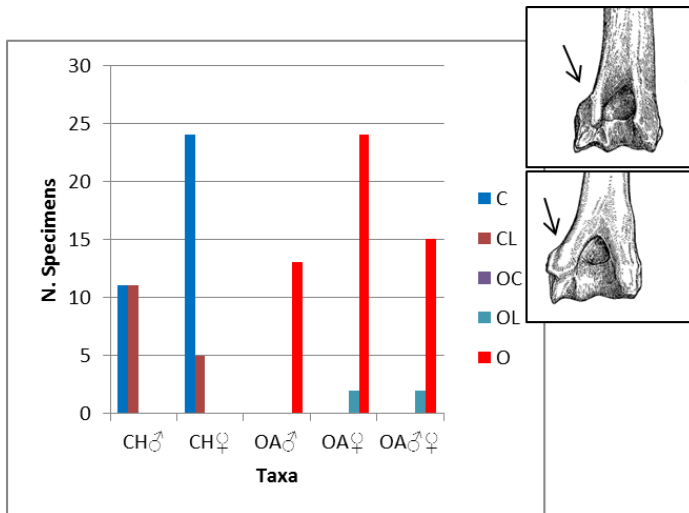 30
25
20
15
10
5
0
N. Specimens
CH♂ CH♀ OA♂ OA♀ OA♂♀
Taxa
C
CL
OC
OL
O